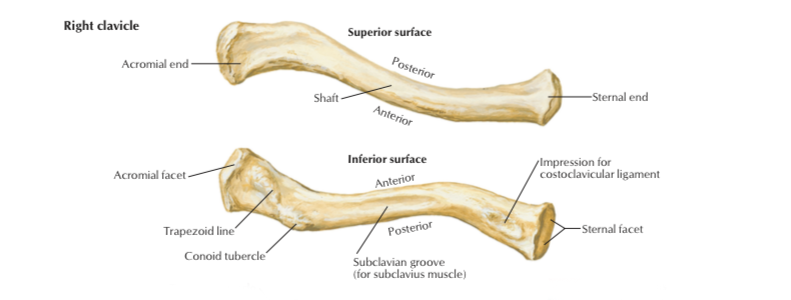 Right clavicle
Superior surface
Posterior
Acromial end
Shaft
Anterior
Sternal end
Inferior surface
Anterior
Impression for
costoclavicular ligament
Acromial facet
Trapezoid line
Posterior
Sternal facet
Conoid tubercle
Subclavian groove
(for subclavius muscle)